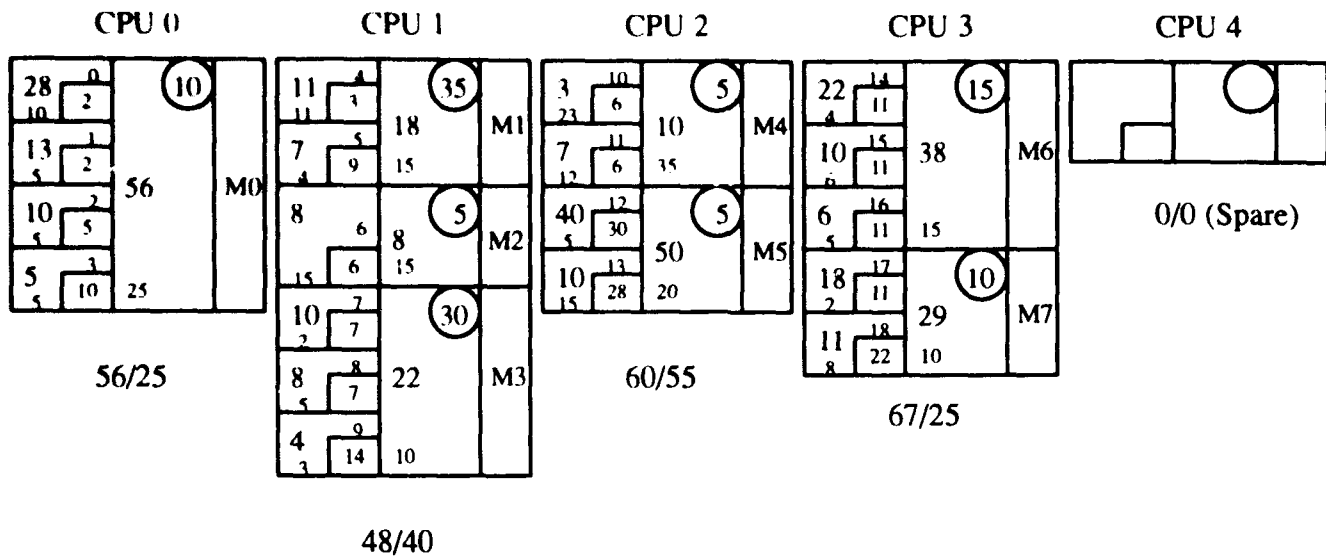 CPU 0 CPU 1 CPU 2 CPU 3 CPU 4
28 0 2 10
13 1 2 5
10 2 5 5
5 3 10 5
56 10 25 M0
56/25
11 4 3 11
7 5 9 4
18 35 15 M1
8 6 6 15
8 5 15 M2
10 7 7 2
8 8 7 5
4 9 14 3
22 30 10 M3
48/40
3 10 6 23
7 11 6 12
10 5 35 M4
40 12 30 5
10 13 28 15
50 5 20 M5
60/55
22 14 11 4
10 15 11 6
6 16 11 5
38 15 15 M6
18 17 11 2
11 18 22 8
29 10 10 M7
67/25
0/0 (Spare)